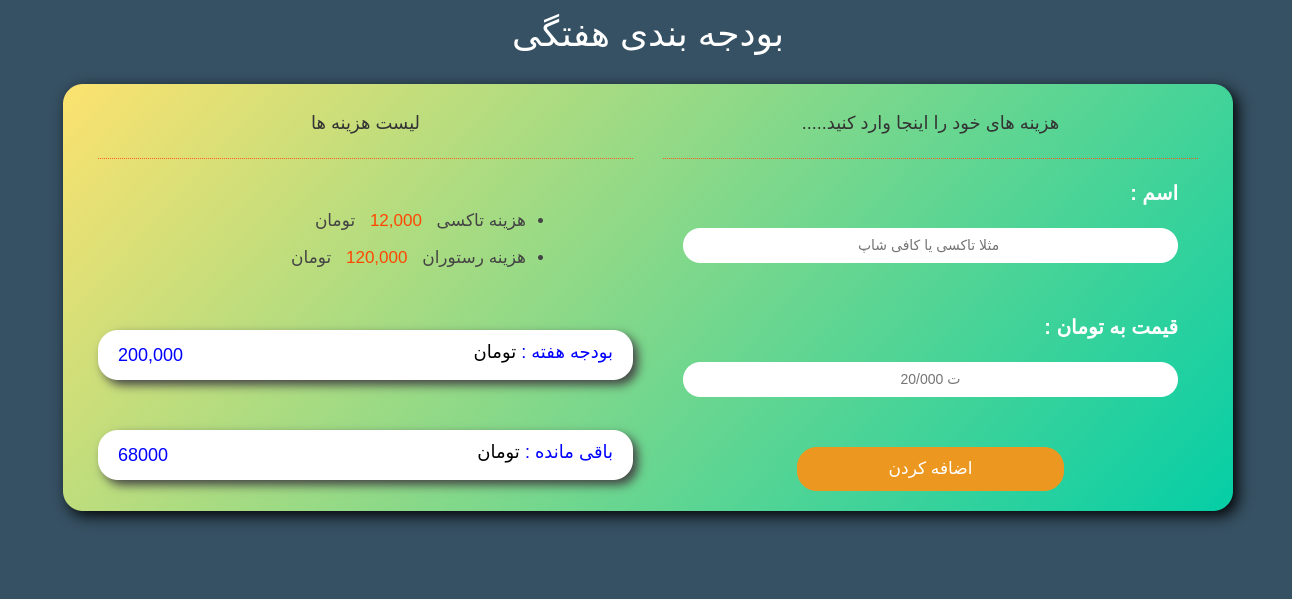 بودجه بندی هفتگی
هزینه های خود را اینجا وارد کنید.....
اسم :
مثلا تاکسی یا کافی شاپ
قیمت به تومان :
20/000 ت
اضافه کردن
لیست هزینه ها
• هزینه تاکسی 12,000 تومان
• هزینه رستوران 120,000 تومان
بودجه هفته : تومان 200,000
باقی مانده : تومان 68000